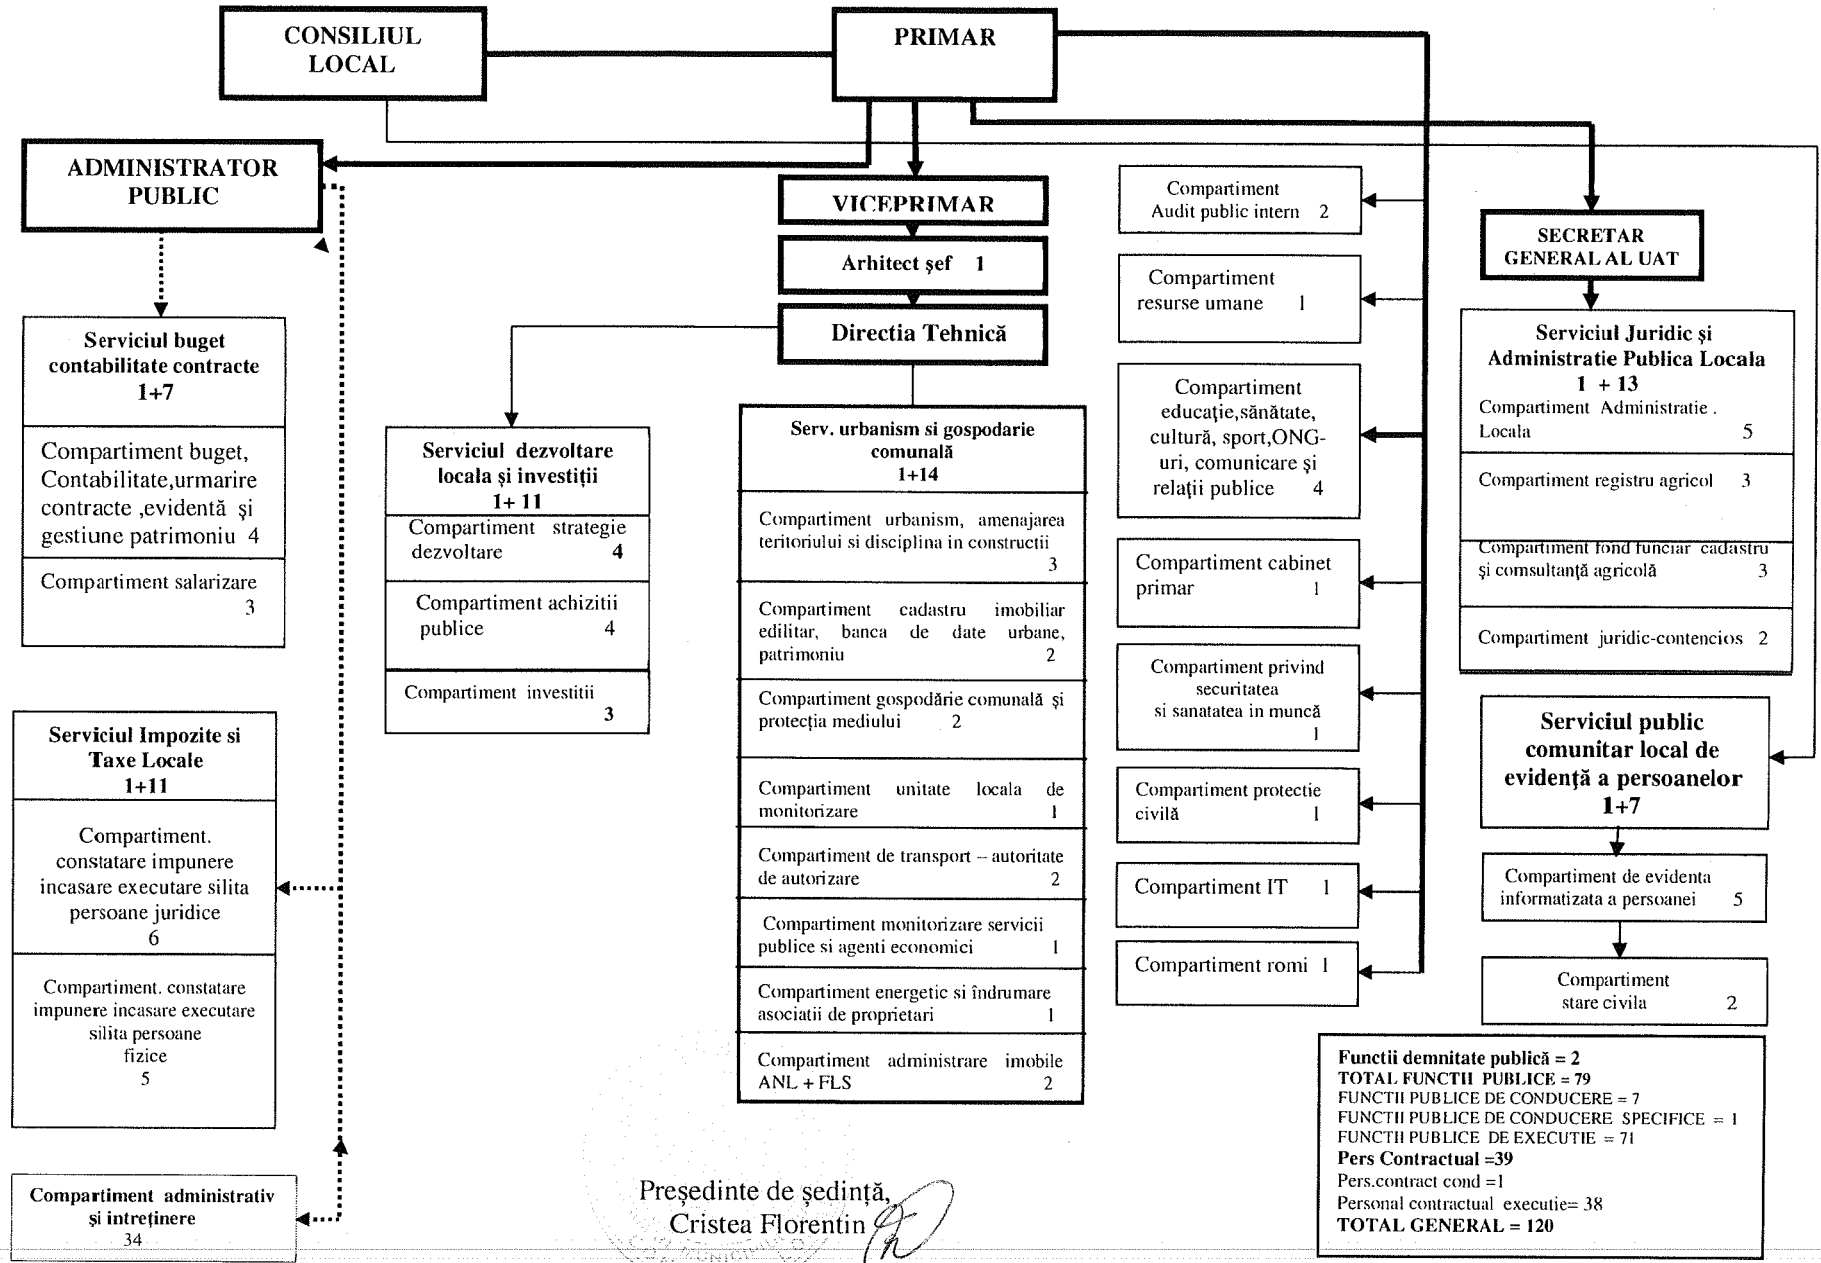 CONSILIUL
LOCAL
PRIMAR
ADMINISTRATOR
PUBLIC
VICEPRIMAR
Arhitect şef 1
Directia Tehnică
SECRETAR
GENERAL AL UAT
Serviciul buget
contabilitate contracte
1+7
Compartiment buget,
Contabilitate,urmarire
contracte ,evidentă şi
gestiune patrimoniu 4
Compartiment salarizare
3
Serviciul Impozite si
Taxe Locale
1+11
Compartiment.
constatare impunere
incasare executare silita
persoane juridice
6
Compartiment. constatare
impunere incasare executare
silita persoane
fizice
5
Compartiment administrativ
şi intreţinere
34
Serviciul dezvoltare
locala şi investiţii
1+ 11
Compartiment strategie
dezvoltare 4
Compartiment achizitii
publice 4
Compartiment investitii
3
Serv. urbanism si gospodarie
comunală
1+14
Compartiment urbanism, amenajarea
teritoriului si disciplina in constructii
3
Compartiment cadastru imobiliar
edilitar, banca de date urbane,
patrimoniu 2
Compartiment gospodărie comunală şi
protecţia mediului 2
Compartiment unitate locala de
monitorizare 1
Compartiment de transport – autoritate
de autorizare 2
Compartiment monitorizare servicii
publice si agenti economici 1
Compartiment energetic si îndrumare
asociatii de proprietari 1
Compartiment administrare imobile
ANL + FLS 2
Compartiment
Audit public intern 2
Compartiment
resurse umane 1
Compartiment
educaţie,sănătate,
cultură, sport,ONG-
uri, comunicare şi
relaţii publice 4
Compartiment cabinet
primar 1
Compartiment privind
securitatea
si sanatatea in muncă
1
Compartiment protectie
civilă 1
Compartiment IT 1
Compartiment romi 1
Serviciul Juridic şi
Administratie Publica Locala
1 + 13
Compartiment Administratie .
Locala 5
Compartiment registru agricol 3
Compartiment fond funciar cadastru
şi comsultanţă agricolă 3
Compartiment juridic-contencios 2
Serviciul public
comunitar local de
evidenţă a persoanelor
1+7
Compartiment de evidenta
informatizata a persoanei 5
Compartiment
stare civila 2
Functii demnitate publică = 2
TOTAL FUNCTII PUBLICE = 79
FUNCTII PUBLICE DE CONDUCERE = 7
FUNCTII PUBLICE DE CONDUCERE SPECIFICE = 1
FUNCTII PUBLICE DE EXECUTIE = 71
Pers Contractual =39
Pers.contract cond =1
Personal contractual executie= 38
TOTAL GENERAL = 120
Preşedinte de şedinţă,
Cristea Florentin